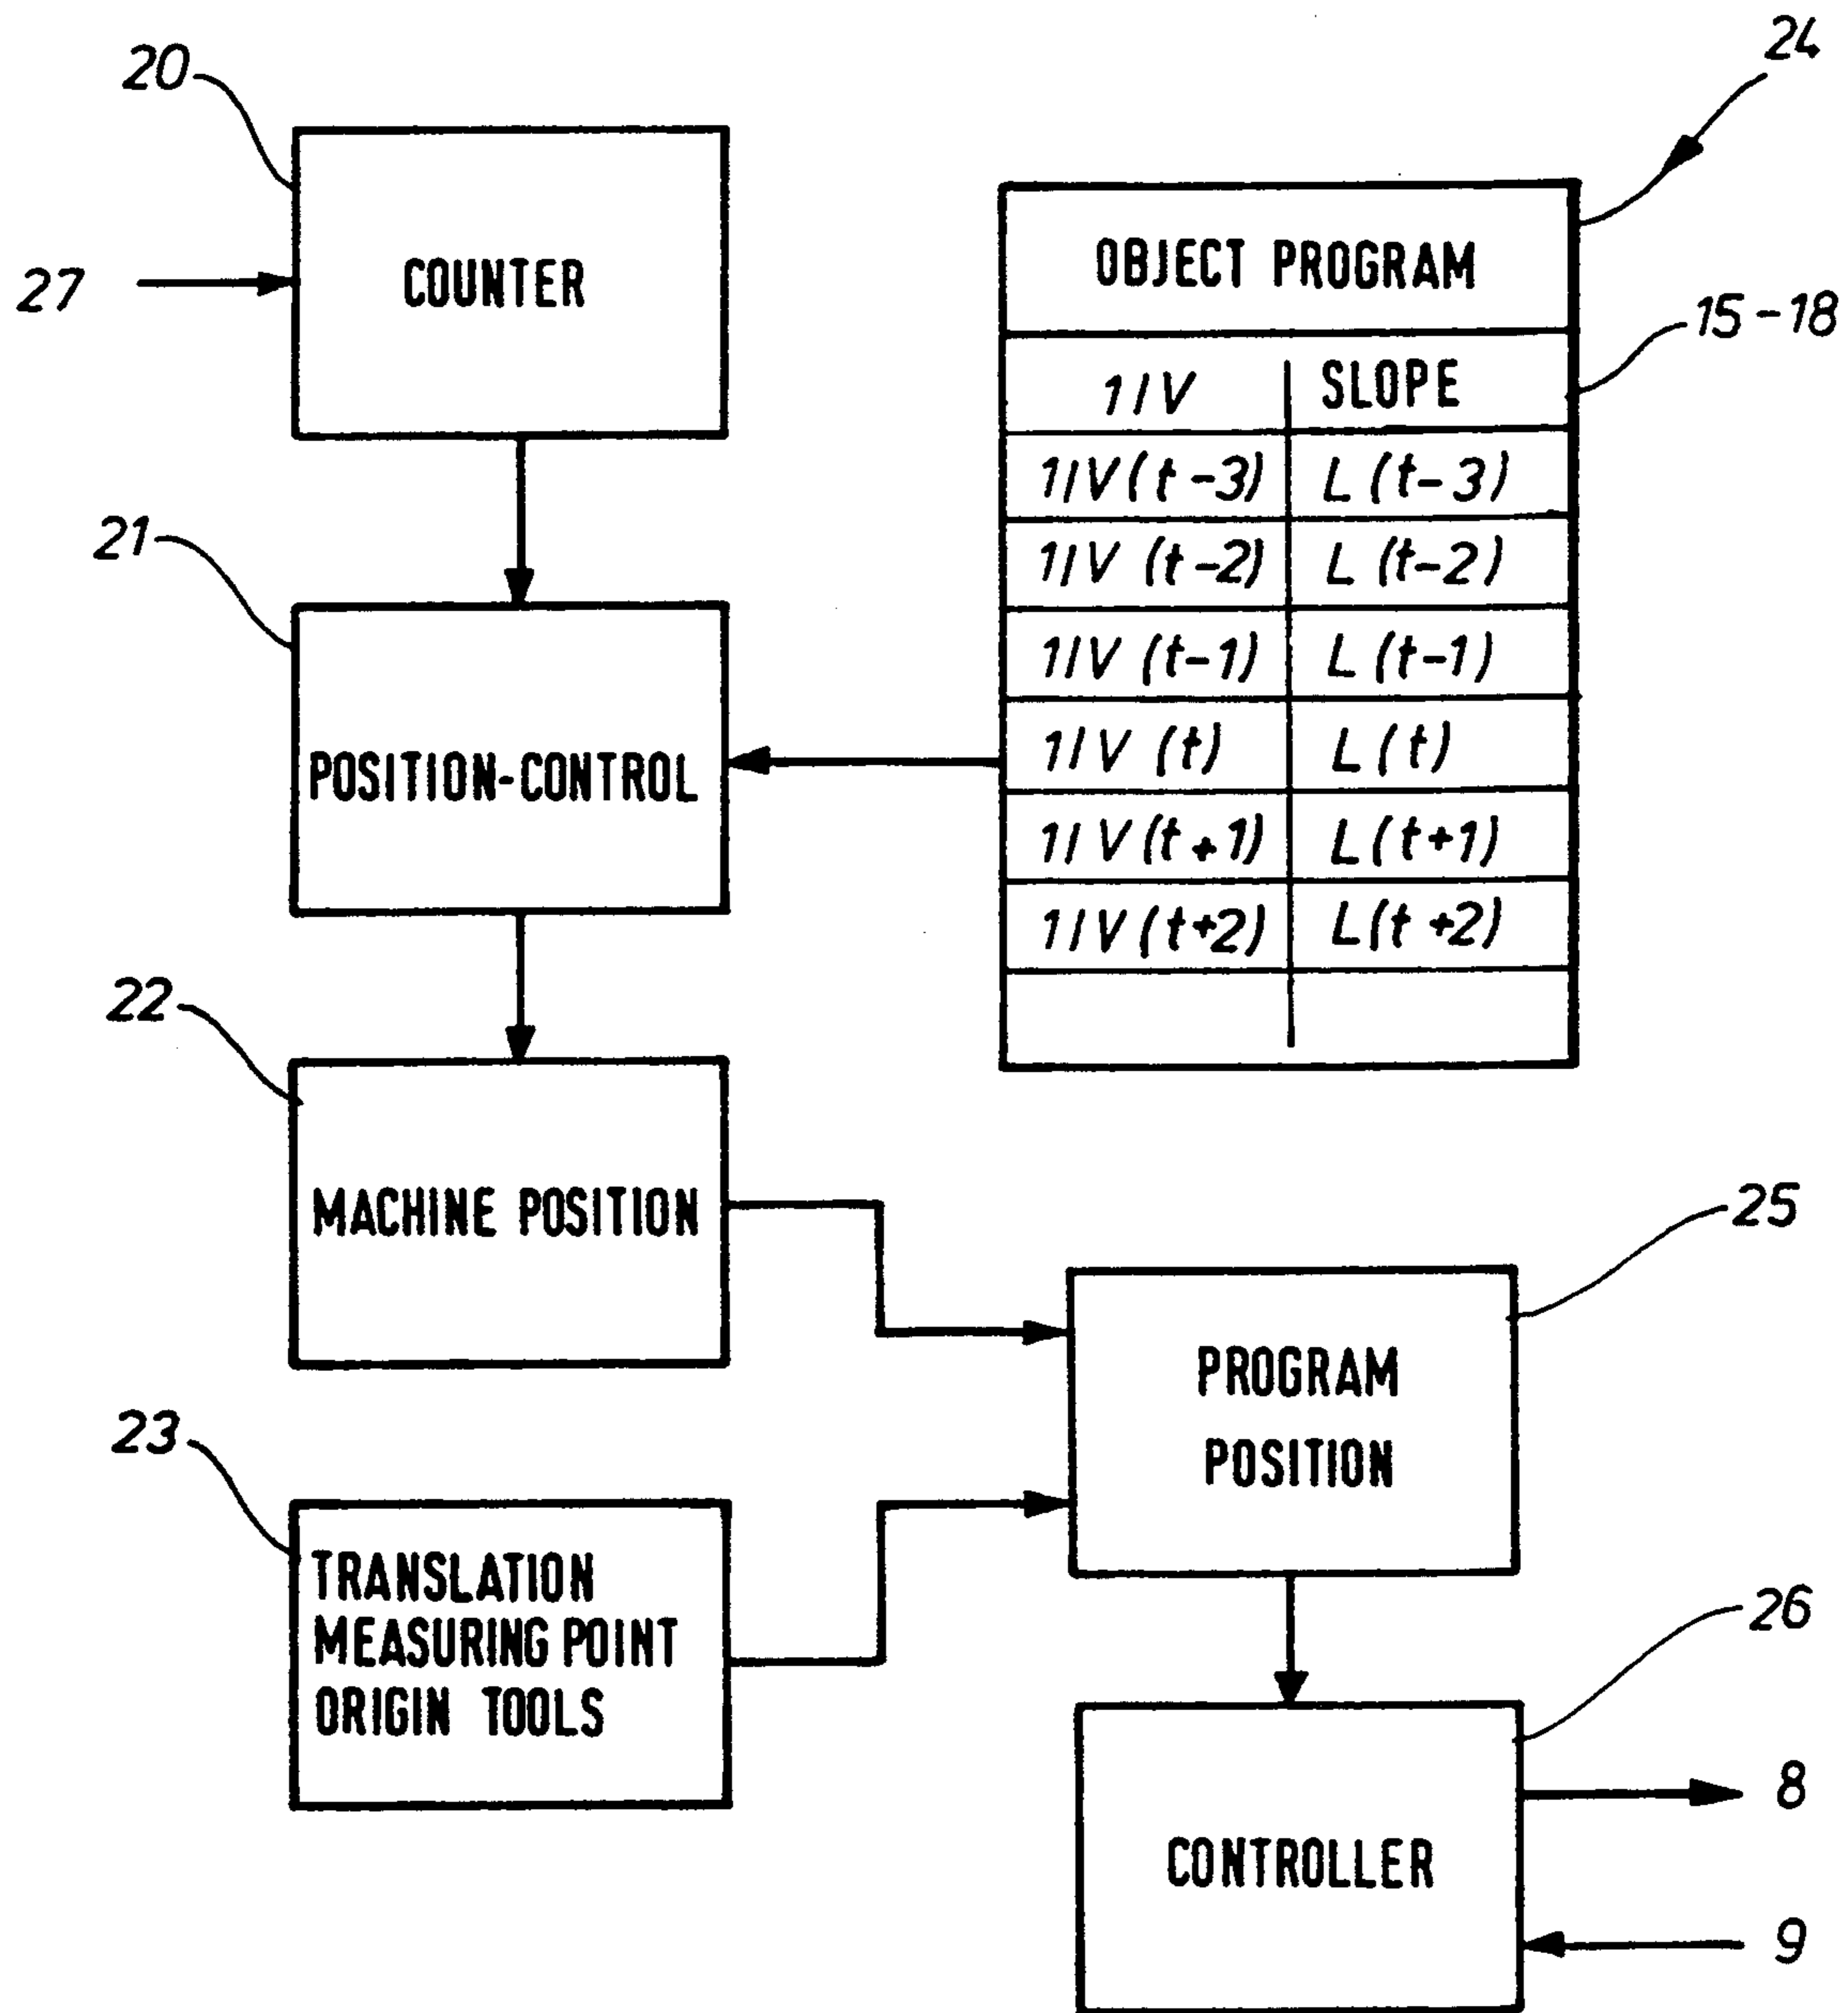 20
24
COUNTER
27
OBJECT PROGRAM
15-18
1/V SLOPE
1/V(t-3) L(t-3)
1/V(t-2) L(t-2)
1/V(t-1) L(t-1)
1/V(t) L(t)
1/V(t+1) L(t+1)
1/V(t+2) L(t+2)
21
POSITION-CONTROL
22
MACHINE POSITION
25
PROGRAM
POSITION
23
TRANSLATION
MEASURING POINT
ORIGIN TOOLS
26
CONTROLLER
8
9